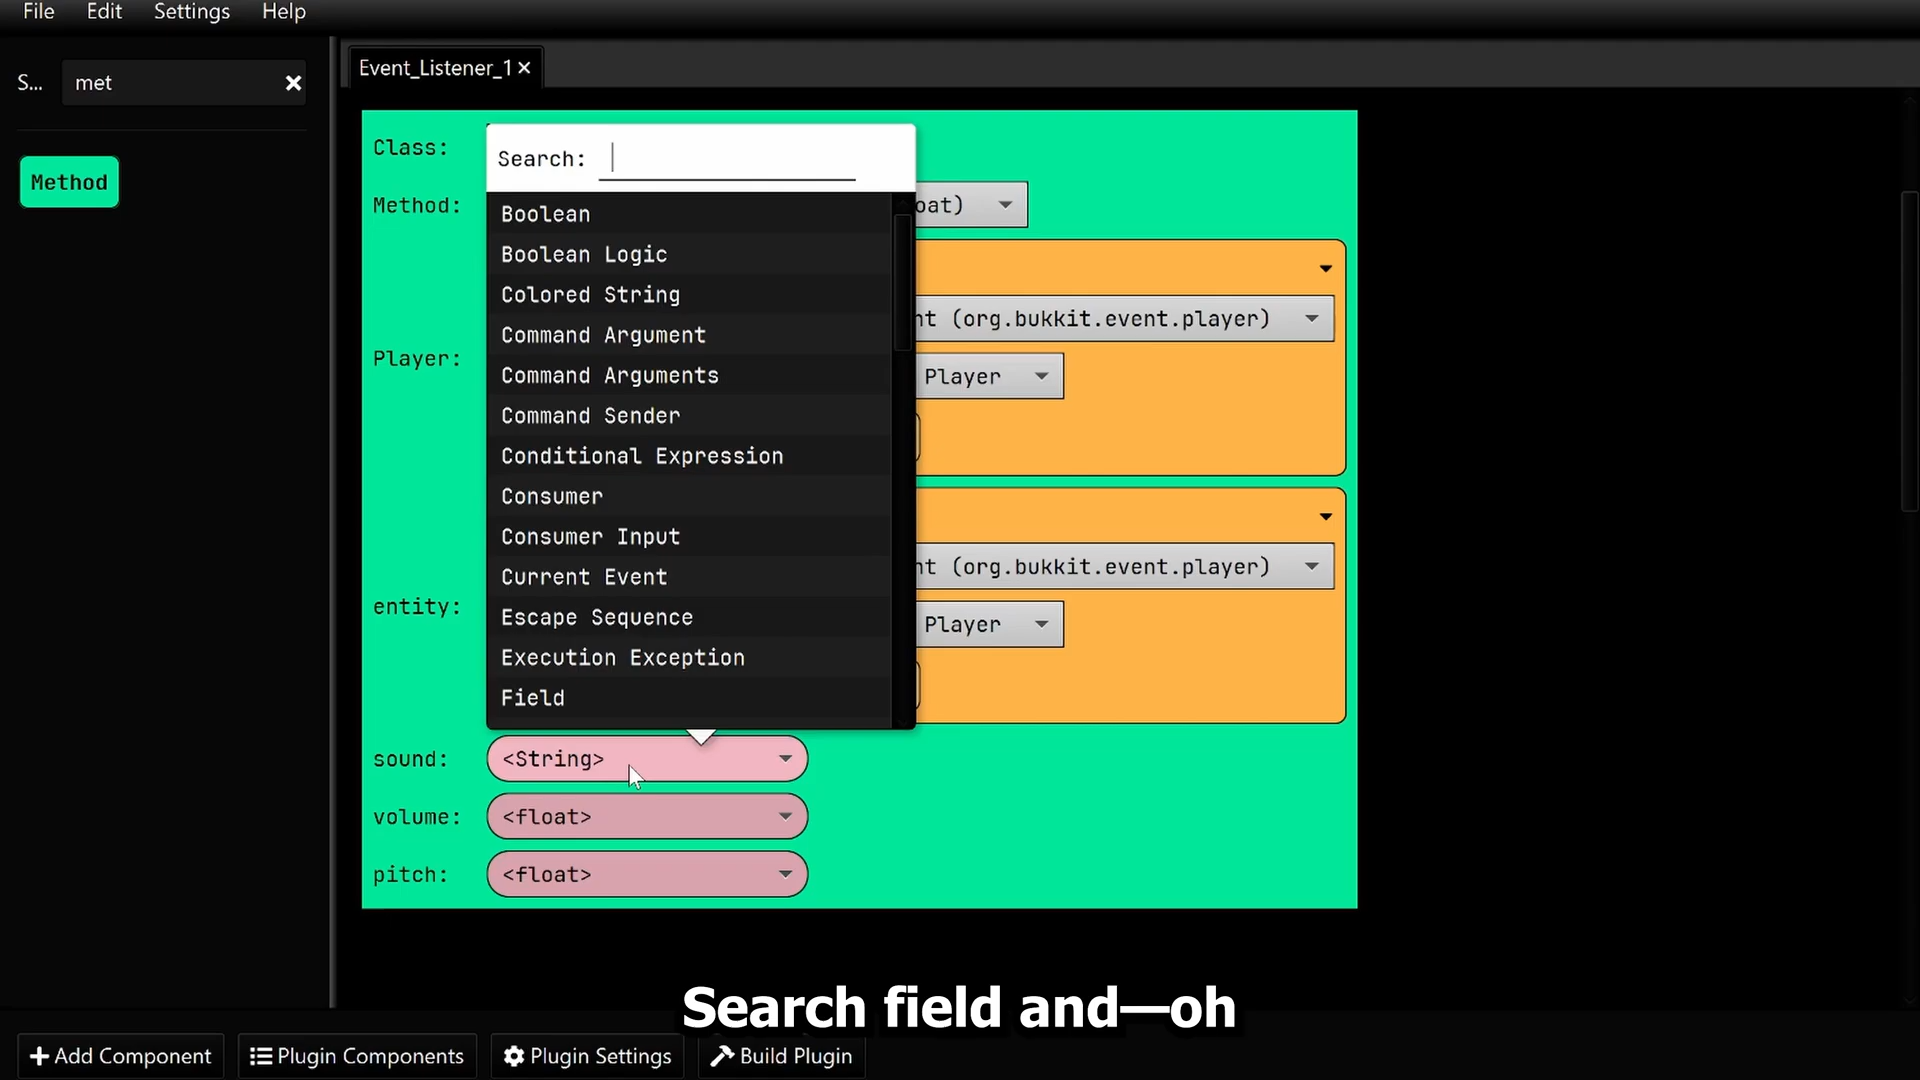 File Edit Settings Help
S... met
Event_Listener_1
Method
Class:
Search:
Method:
oat)
Boolean
Boolean Logic
Colored String
Command Argument
Command Arguments
Command Sender
Conditional Expression
Consumer
Consumer Input
Current Event
Escape Sequence
Execution Exception
Field
Player:
nt (org.bukkit.event.player)
Player
entity:
nt (org.bukkit.event.player)
Player
sound: <String>
volume: <float>
pitch: <float>
Search field and—oh
Add Component Plugin Components Plugin Settings Build Plugin